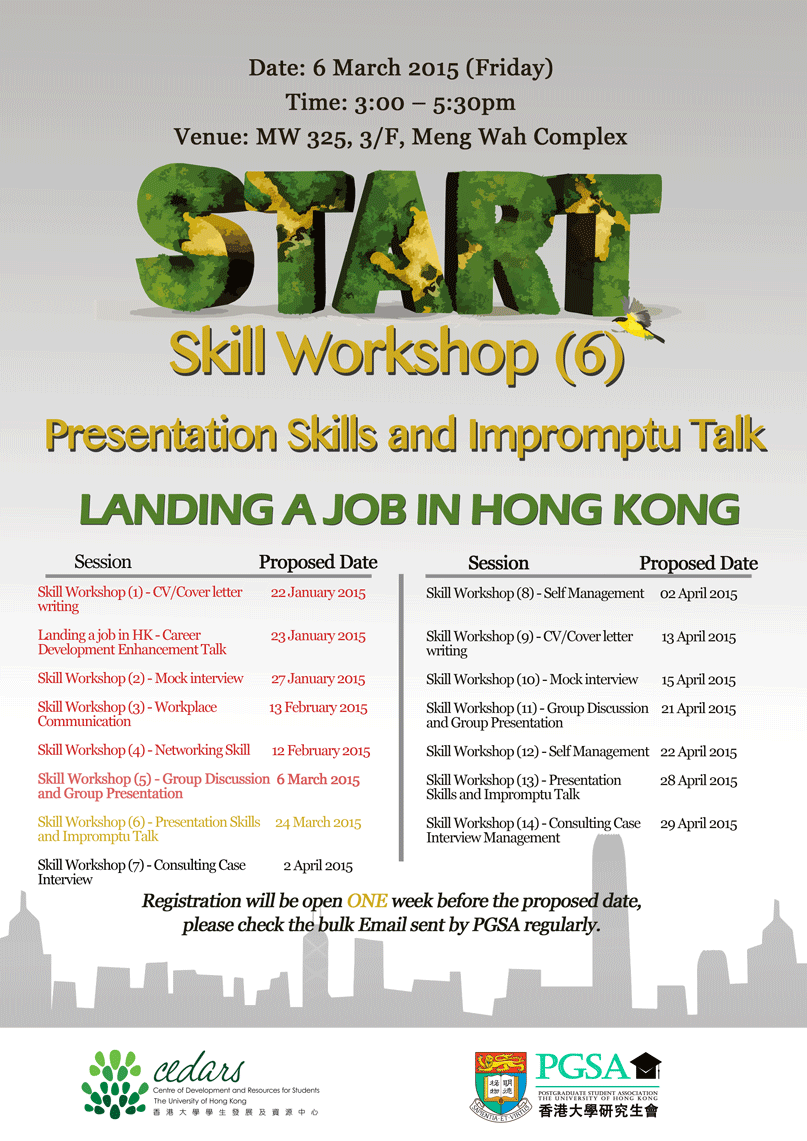 Date: 6 March 2015 (Friday)
Time: 3:00 – 5:30pm
Venue: MW 325, 3/F, Meng Wah Complex
START
Skill Workshop (6)
Presentation Skills and Impromptu Talk
LANDING A JOB IN HONG KONG
Session Proposed Date
Skill Workshop (1) - CV/Cover letter 22 January 2015
writing
Landing a job in HK - Career 23 January 2015
Development Enhancement Talk
Skill Workshop (2) - Mock interview 27 January 2015
Skill Workshop (3) - Workplace 13 February 2015
Communication
Skill Workshop (4) - Networking Skill 12 February 2015
Skill Workshop (5) - Group Discussion 6 March 2015
and Group Presentation
Skill Workshop (6) - Presentation Skills 24 March 2015
and Impromptu Talk
Skill Workshop (7) - Consulting Case 2 April 2015
Interview
Session Proposed Date
Skill Workshop (8) - Self Management 02 April 2015
Skill Workshop (9) - CV/Cover letter 13 April 2015
writing
Skill Workshop (10) - Mock interview 15 April 2015
Skill Workshop (11) - Group Discussion 21 April 2015
and Group Presentation
Skill Workshop (12) - Self Management 22 April 2015
Skill Workshop (13) - Presentation 28 April 2015
Skills and Impromptu Talk
Skill Workshop (14) - Consulting Case 29 April 2015
Interview Management
Registration will be open ONE week before the proposed date,
please check the bulk Email sent by PGSA regularly.
cedars
Centre of Development and Resources for Students
The University of Hong Kong
香港大學學生發展及資源中心
明德
格物
SAPIENTIA ET VIRTUS
PGSA
POSTGRADUATE STUDENT ASSOCIATION
THE UNIVERSITY OF HONG KONG
香港大學研究生會